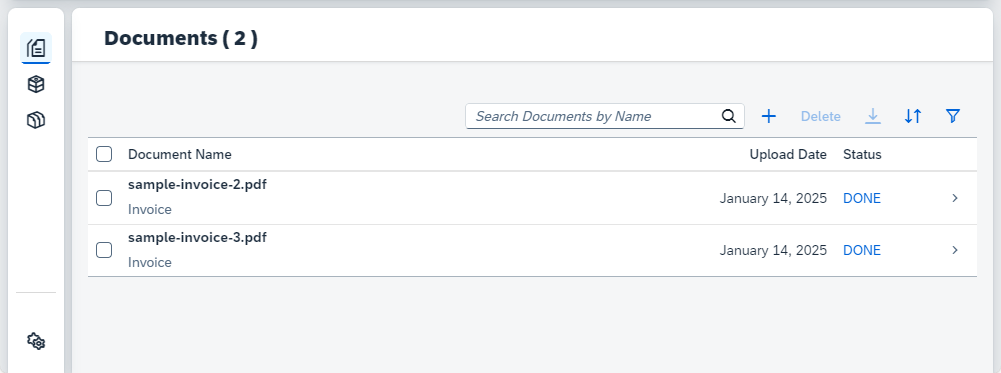 Documents ( 2 )
Search Documents by Name
Delete
Document Name Upload Date Status
sample-invoice-2.pdf
Invoice
January 14, 2025 DONE
sample-invoice-3.pdf
Invoice
January 14, 2025 DONE